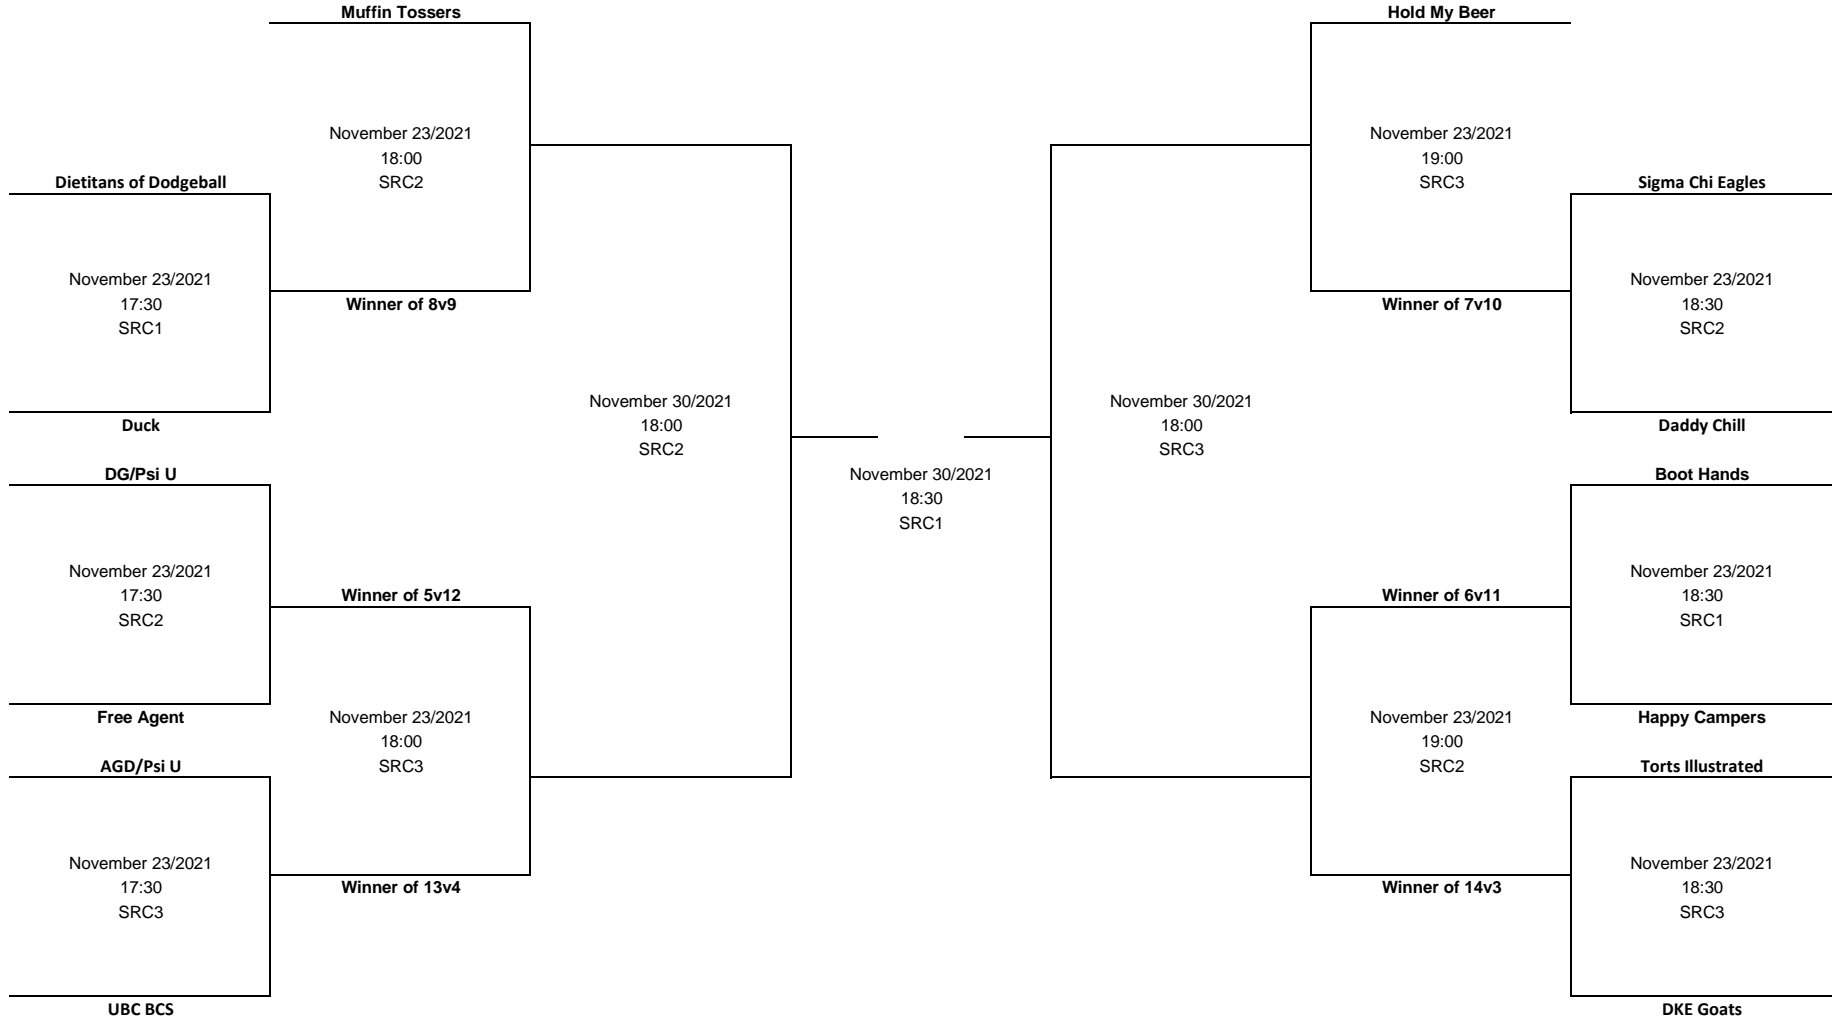 Muffin Tossers
Hold My Beer
November 23/2021
18:00
SRC2
November 23/2021
19:00
SRC3
Dietitans of Dodgeball
Sigma Chi Eagles
November 23/2021
17:30
SRC1
Winner of 8v9
Winner of 7v10
November 23/2021
18:30
SRC2
Duck
November 30/2021
18:00
SRC2
November 30/2021
18:00
SRC3
Daddy Chill
DG/Psi U
November 30/2021
18:30
SRC1
Boot Hands
November 23/2021
17:30
SRC2
Winner of 5v12
Winner of 6v11
November 23/2021
18:30
SRC1
Free Agent
November 23/2021
18:00
SRC3
November 23/2021
19:00
SRC2
Happy Campers
AGD/Psi U
Torts Illustrated
November 23/2021
17:30
SRC3
Winner of 13v4
Winner of 14v3
November 23/2021
18:30
SRC3
UBC BCS
DKE Goats